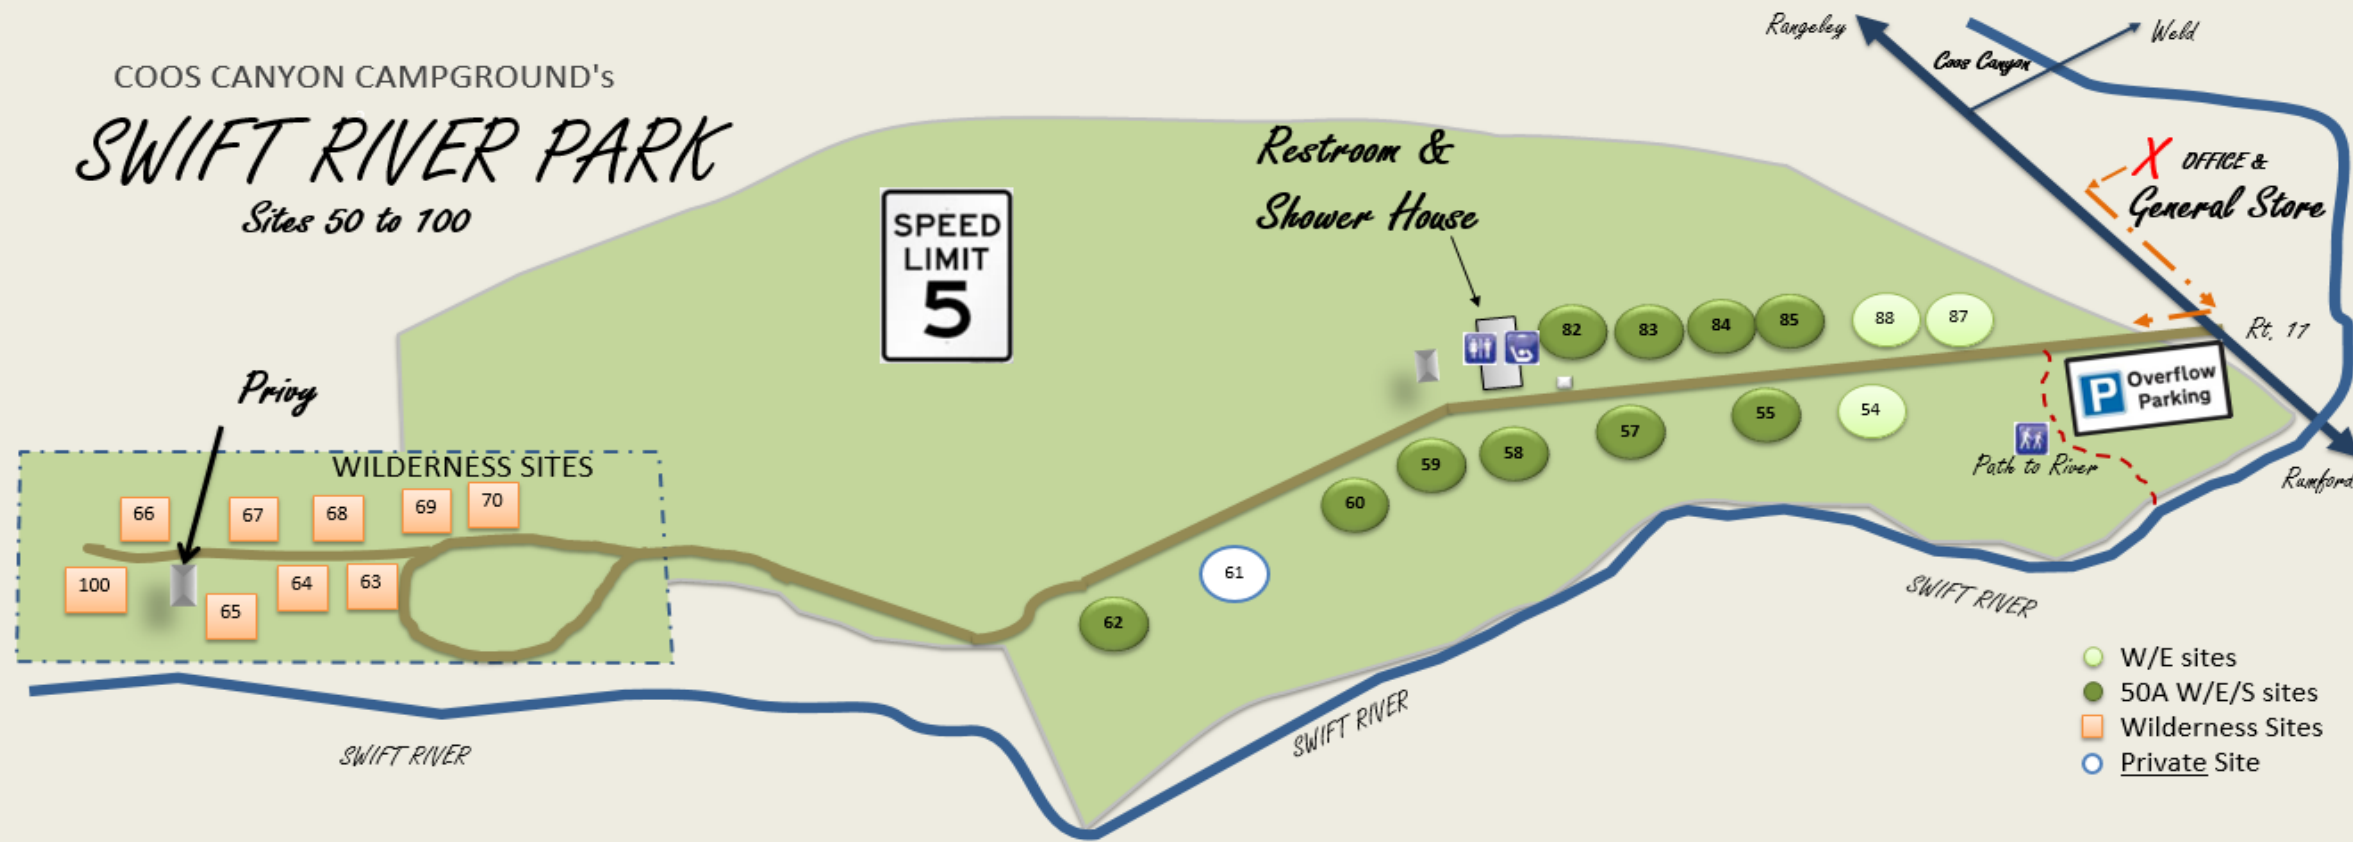 COOS CANYON CAMPGROUND's
SWIFT RIVER PARK
Sites 50 to 100
SPEED
LIMIT
5
Restroom &
Shower House
Rangeley
Weld
Coos Canyon
X OFFICE &
General Store
Rt. 17
Rumford
82 83 84 85 88 87
P Overflow
Parking
Path to River
54
55
57
58
59
60
61
62
Privy
WILDERNESS SITES
66 67 68 69 70
100 65 64 63
SWIFT RIVER
SWIFT RIVER
SWIFT RIVER
W/E sites
50A W/E/S sites
Wilderness Sites
Private Site